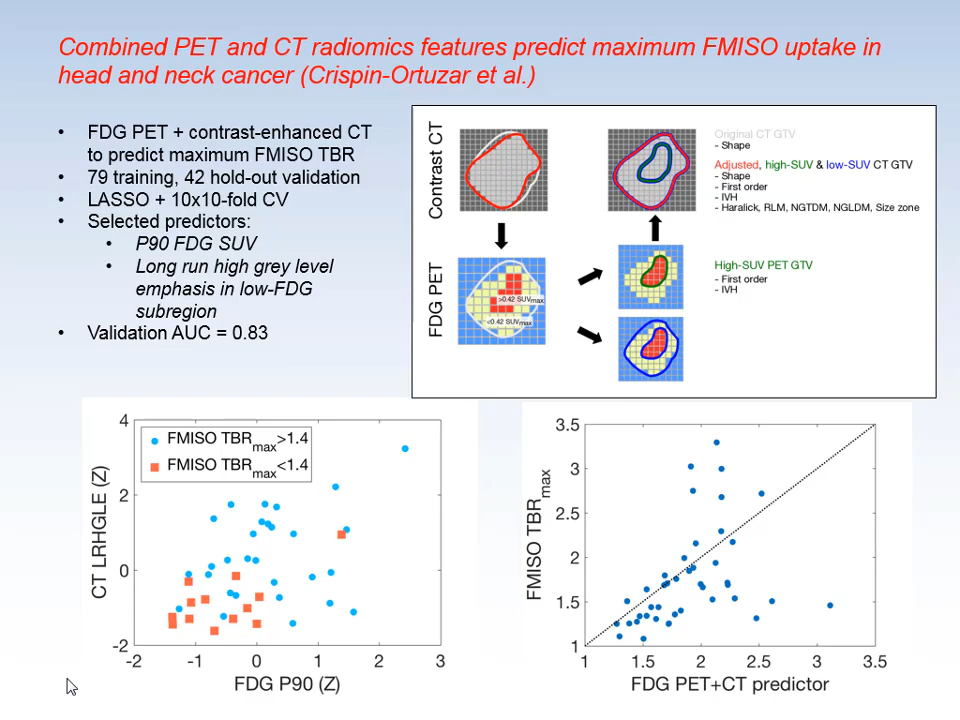 Combined PET and CT radiomics features predict maximum FMISO uptake in
head and neck cancer (Crispin-Ortuzar et al.)
• FDG PET + contrast-enhanced CT
to predict maximum FMISO TBR
• 79 training, 42 hold-out validation
• LASSO + 10x10-fold CV
• Selected predictors:
• P90 FDG SUV
• Long run high grey level
emphasis in low-FDG
subregion
• Validation AUC = 0.83
Contrast CT
FDG PET
>0.42 SUVmax
<0.42 SUVmax
Original CT GTV
- Shape
Adjusted, high-SUV & low-SUV CT GTV
- Shape
- First order
- IVH
- Haralick, RLM, NGTDM, NGLDM, Size zone
High-SUV PET GTV
- First order
- IVH
4
2
0
-2
CT LRHGLE (Z)
FMISO TBRmax>1.4
FMISO TBRmax<1.4
-2 -1 0 1 2 3
FDG P90 (Z)
3.5
3
2.5
2
1.5
1
FMISO TBRmax
1 1.5 2 2.5 3 3.5
FDG PET+CT predictor